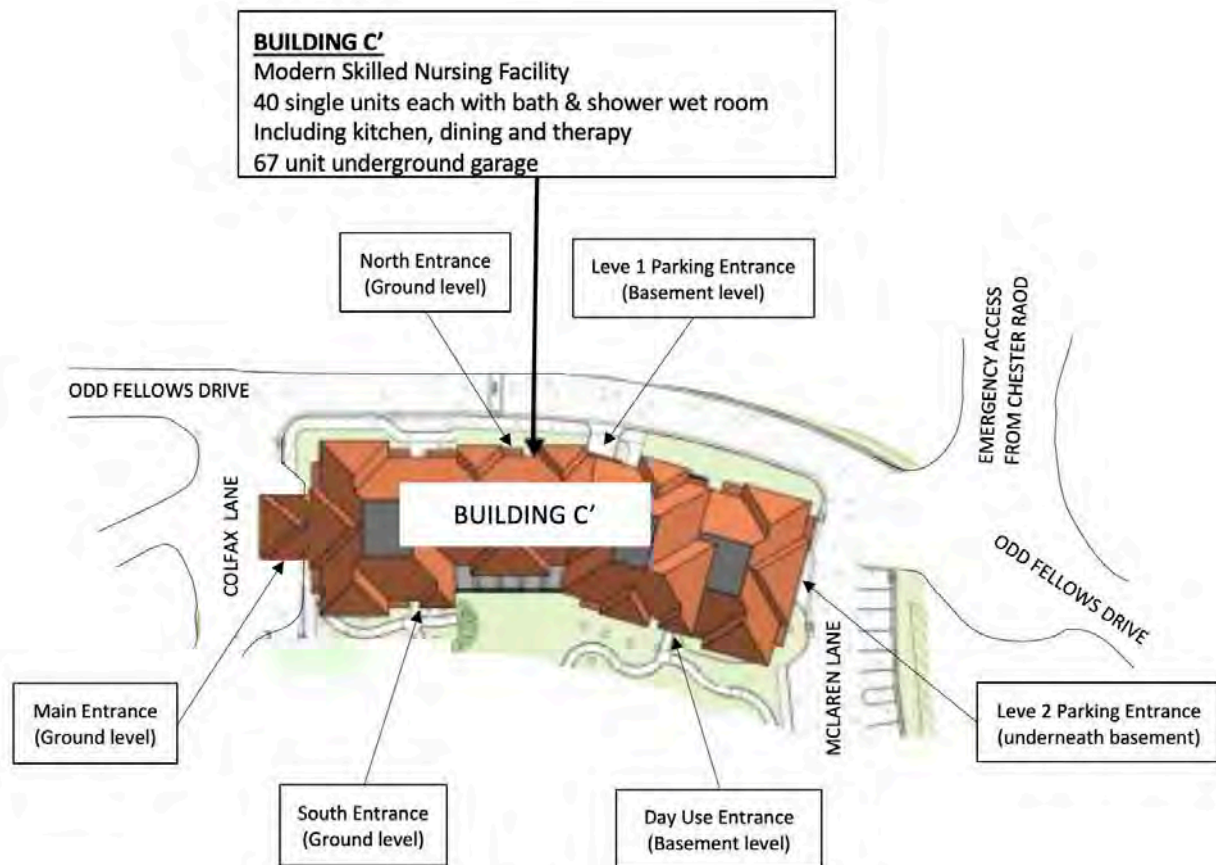 BUILDING C’
Modern Skilled Nursing Facility
40 single units each with bath & shower wet room
Including kitchen, dining and therapy
67 unit underground garage
North Entrance
(Ground level)
Leve 1 Parking Entrance
(Basement level)
EMERGENCY ACCESS
FROM CHESTER RAOD
ODD FELLOWS DRIVE
COLFAX LANE
BUILDING C’
ODD FELLOWS DRIVE
MCLAREN LANE
Main Entrance
(Ground level)
Leve 2 Parking Entrance
(underneath basement)
South Entrance
(Ground level)
Day Use Entrance
(Basement level)